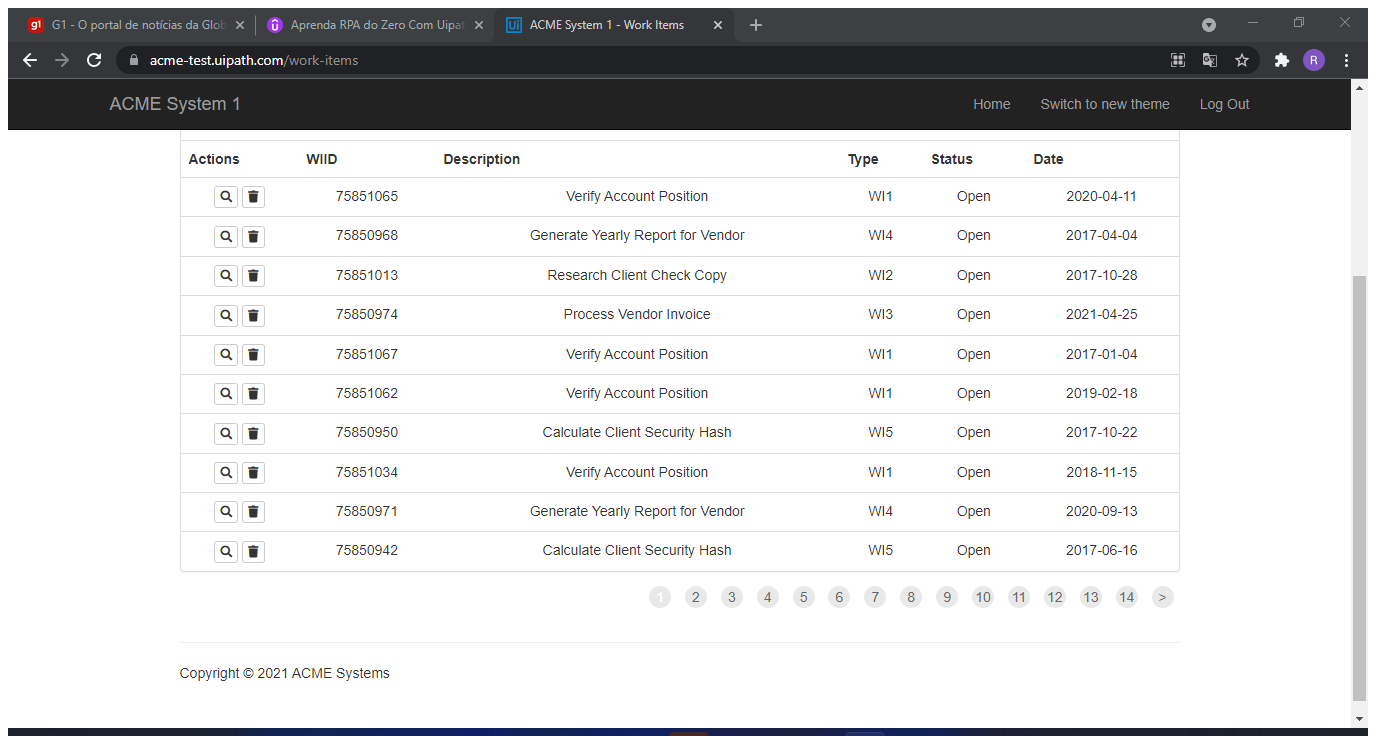 g1 G1 - O portal de notícias da Glob
Aprenda RPA do Zero Com Uipat
Ui ACME System 1 - Work Items
acme-test.uipath.com/work-items
R
ACME System 1 Home Switch to new theme Log Out
Actions WIID Description Type Status Date
75851065 Verify Account Position WI1 Open 2020-04-11
75850968 Generate Yearly Report for Vendor WI4 Open 2017-04-04
75851013 Research Client Check Copy WI2 Open 2017-10-28
75850974 Process Vendor Invoice WI3 Open 2021-04-25
75851067 Verify Account Position WI1 Open 2017-01-04
75851062 Verify Account Position WI1 Open 2019-02-18
75850950 Calculate Client Security Hash WI5 Open 2017-10-22
75851034 Verify Account Position WI1 Open 2018-11-15
75850971 Generate Yearly Report for Vendor WI4 Open 2020-09-13
75850942 Calculate Client Security Hash WI5 Open 2017-06-16
1 2 3 4 5 6 7 8 9 10 11 12 13 14 >
Copyright © 2021 ACME Systems